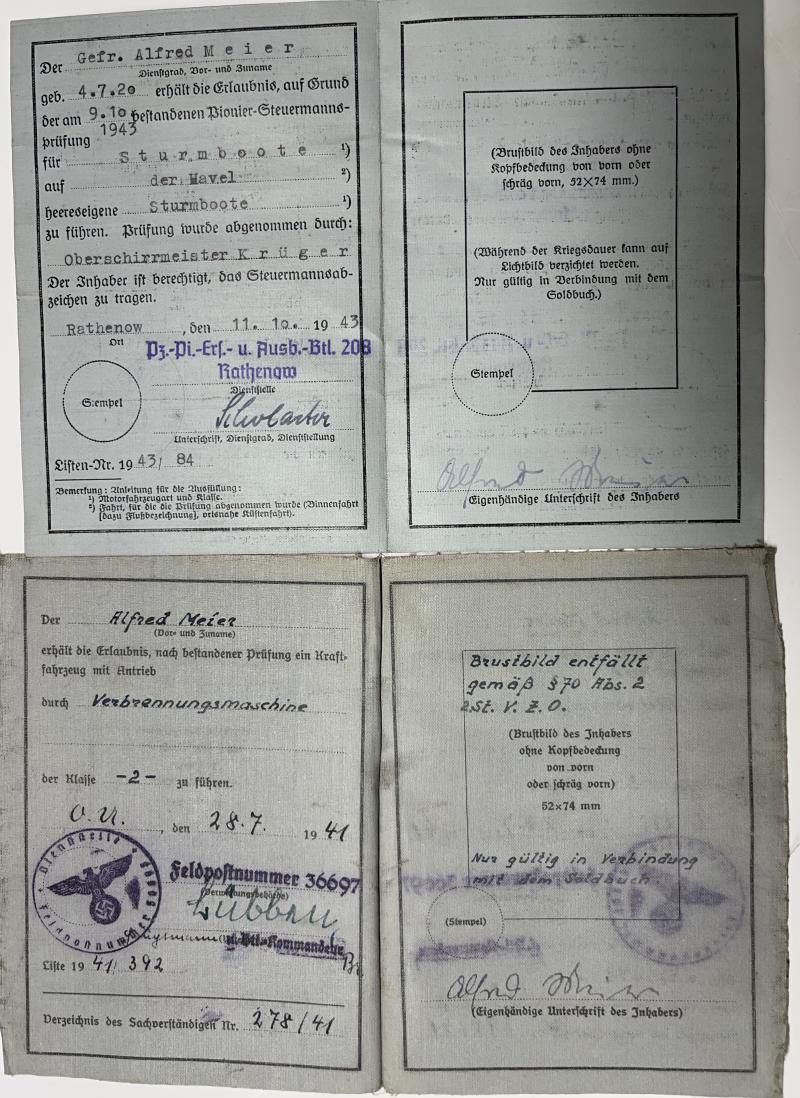 Der Gefr. Alfred Meier
Dienstgrad, Vor- und Zuname
geb. 4.7.20 erhält die Erlaubnis, auf Grund
der am 9.10. bestandenen Pionier-Steuermanns-
1943
prüfung
für Sturmboote ¹)
auf der Havel ²)
heereseigene Sturmboote ¹)
zu führen. Prüfung wurde abgenommen durch:
Oberschirrmeister Krüger
Der Inhaber ist berechtigt, das Steuermannsab-
zeichen zu tragen.
Rathenow, den 11. 10. 1943
Ort
Pz.-Pi.-Ers.- u. Ausb.-Btl. 208
Rathenow
Dienststelle
Stempel
Unterschrift, Dienstgrad, Dienststellung
Listen-Nr. 1943/ 84
Bemerkung: Anleitung für die Ausfüllung:
¹) Motorfahrzeugart und Klasse.
²) Fahrt, für die die Prüfung abgenommen wurde (Binnenfahrt
[dazu Flußbezeichnung], ortsnahe Küstenfahrt).
(Brustbild des Inhabers ohne
Kopfbedeckung von vorn oder
schräg vorn, 52×74 mm.)
(Während der Kriegsdauer kann auf
Lichtbild verzichtet werden.
Nur gültig in Verbindung mit dem
Soldbuch.)
Stempel
Alfred Meier
(Eigenhändige Unterschrift des Inhabers
Der Alfred Meier
(Vor- und Zuname)
erhält die Erlaubnis, nach bestandener Prüfung ein Kraft-
fahrzeug mit Antrieb
durch Verbrennungsmaschine
der Klasse -2- zu führen.
O.U., den 28.7. 1941
Dienststelle
Feldpostnummer
Feldpostnummer 36697
u. Btl.-Kommandeur
Liste 1941/ 392
Verzeichnis des Sachverständigen Nr. 278/41
Brustbild entfällt
gemäß §70 Abs. 2
St. V. Z. O.
(Brustbild des Inhabers
ohne Kopfbedeckung
von vorn
oder schräg vorn)
52×74 mm
Nur gültig in Verbindung
mit dem Soldbuch
(Stempel)
Alfred Meier
(Eigenhändige Unterschrift des Inhabers)